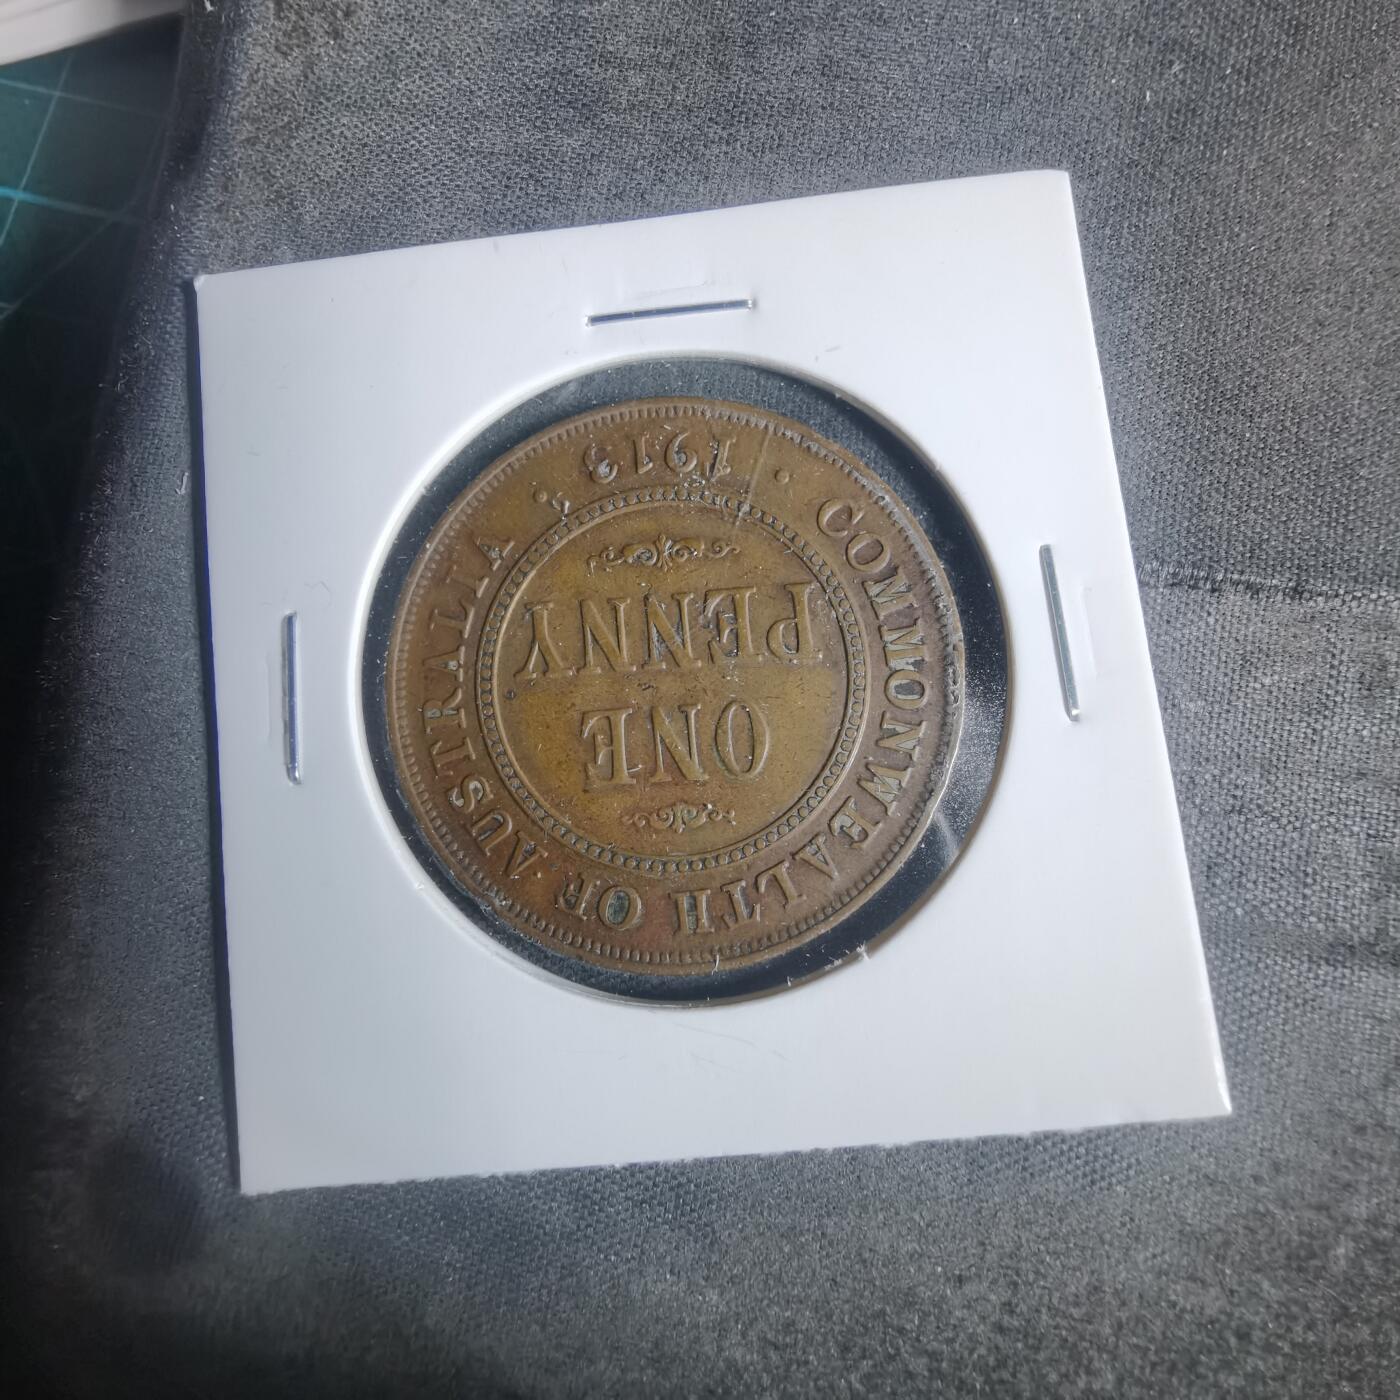 COMMONWEALTH OF AUSTRALIA
ONE
PENNY
1913